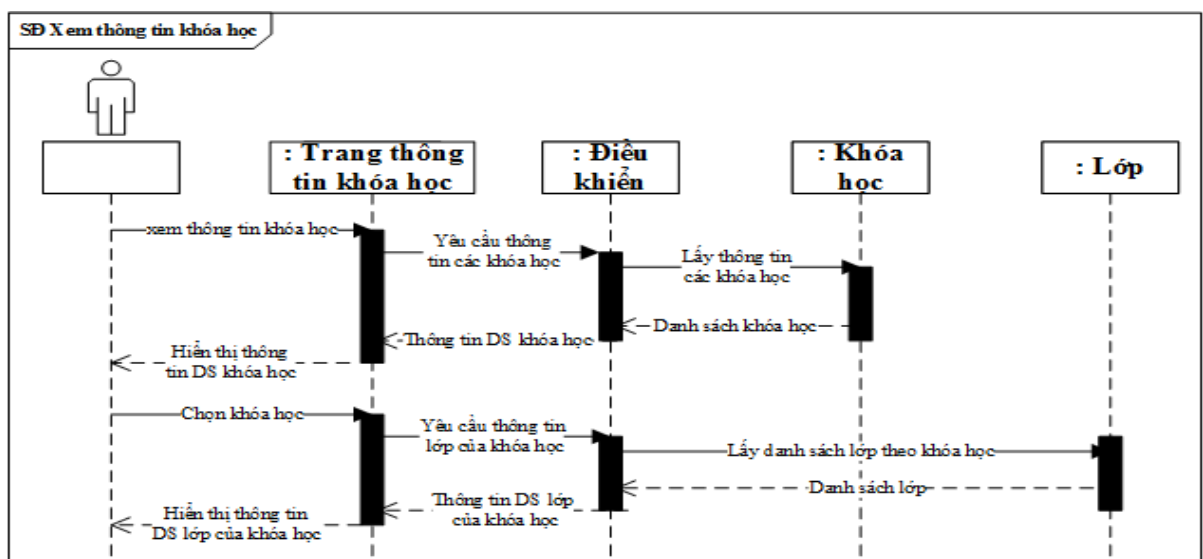 SĐ Xem thông tin khóa học
: Trang thông
tin khóa học
: Điều
khiển
: Khóa
học
: Lớp
xem thông tin khóa học
Yêu cầu thông
tin các khóa học
Lấy thông tin
các khóa học
Danh sách khóa học
Thông tin DS khóa học
Hiển thị thông
tin DS khóa học
Chọn khóa học
Yêu cầu thông tin
lớp của khóa học
Lấy danh sách lớp theo khóa học
Danh sách lớp
Thông tin DS lớp
của khóa học
Hiển thị thông tin
DS lớp của khóa học